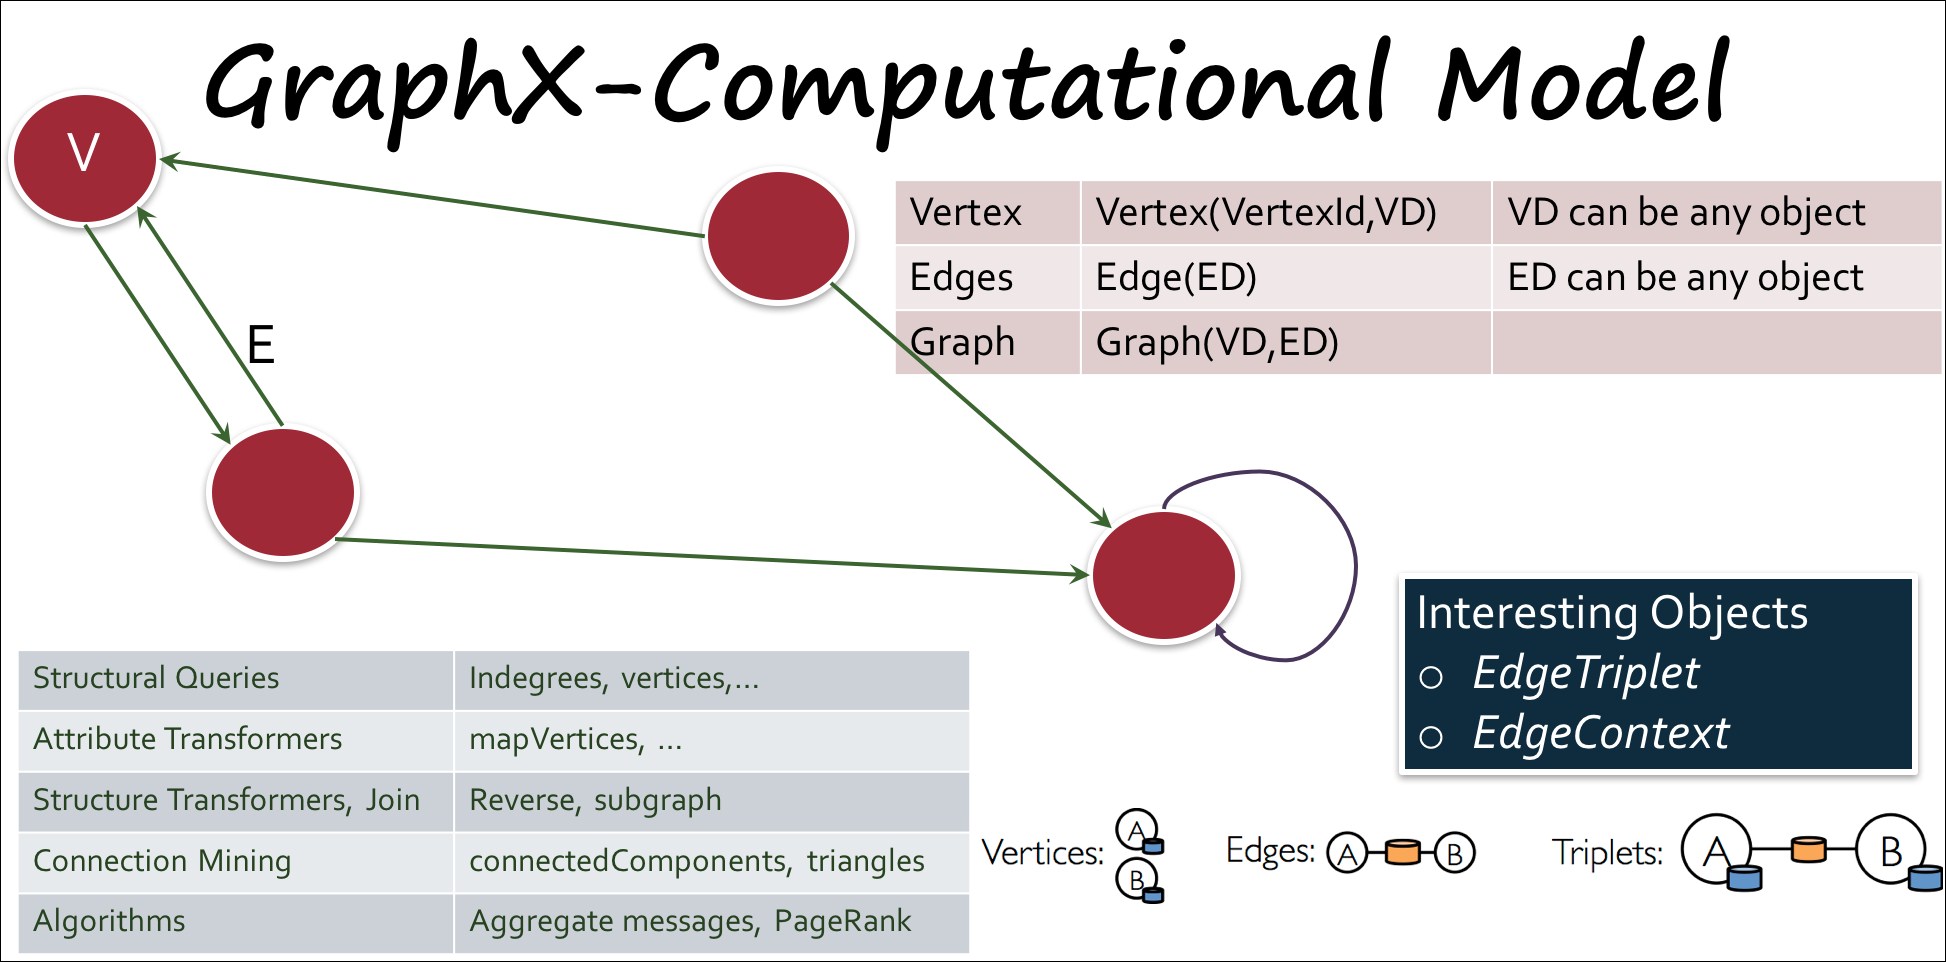 GraphX-Computational Model
V
E
Vertex Vertex(VertexId,VD) VD can be any object
Edges Edge(ED) ED can be any object
Graph Graph(VD,ED)
Interesting Objects
o EdgeTriplet
o EdgeContext
Structural Queries Indegrees, vertices,...
Attribute Transformers mapVertices, ...
Structure Transformers, Join Reverse, subgraph
Connection Mining connectedComponents, triangles
Algorithms Aggregate messages, PageRank
Vertices: A B
Edges: A B
Triplets: A B